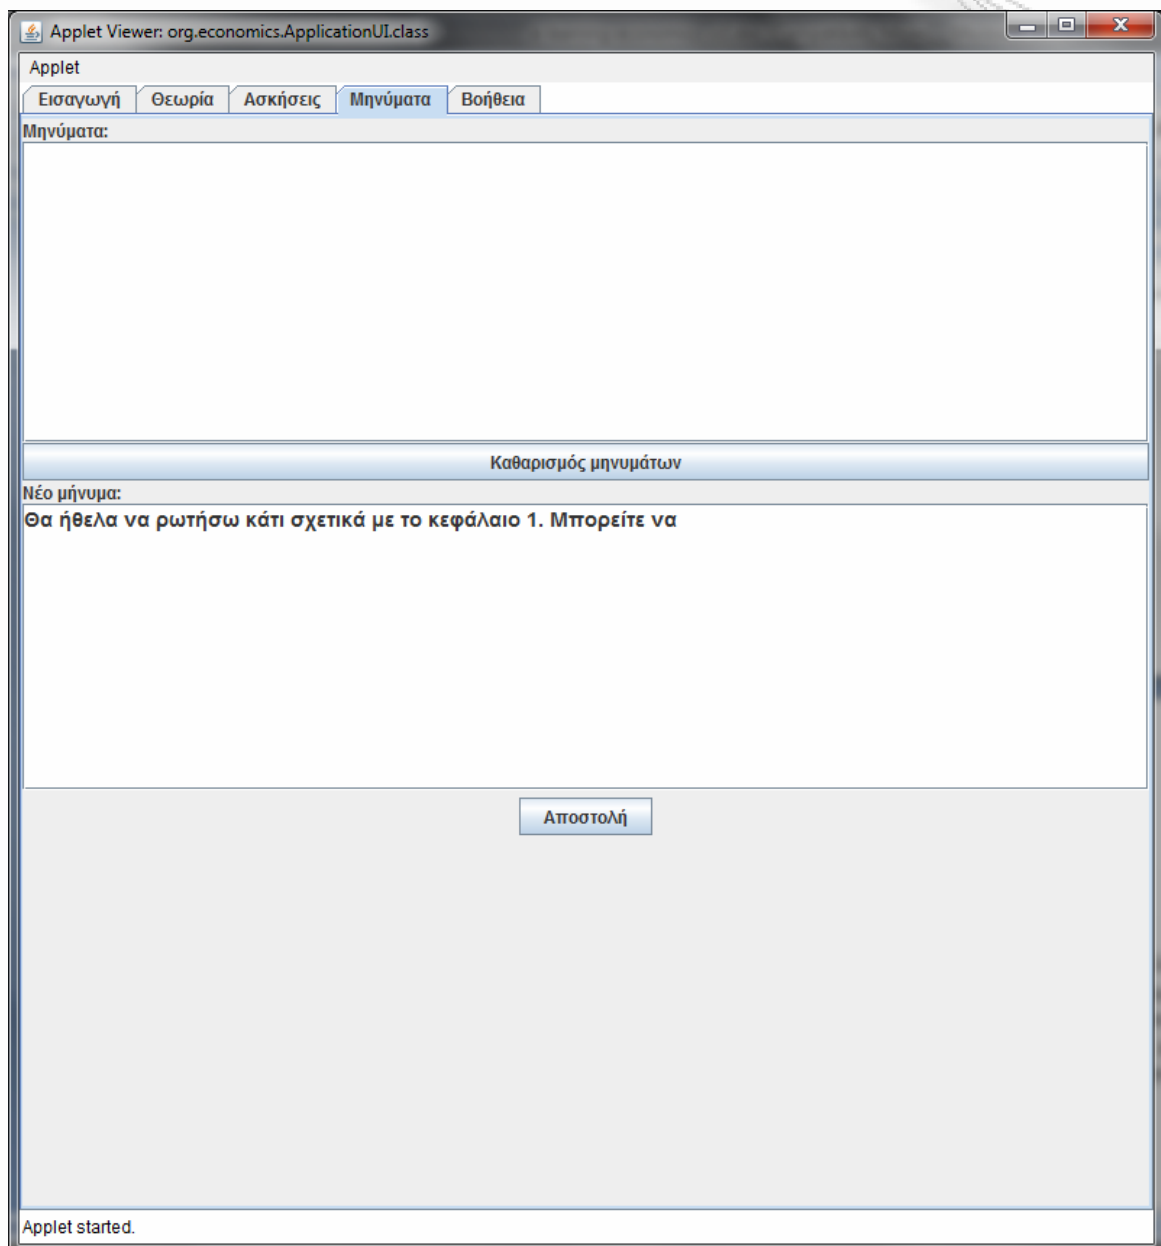 Applet Viewer: org.economics.ApplicationUI.class
Applet
Εισαγωγή Θεωρία Ασκήσεις Μηνύματα Βοήθεια
Μηνύματα:
Καθαρισμός μηνυμάτων
Νέο μήνυμα:
Θα ήθελα να ρωτήσω κάτι σχετικά με το κεφάλαιο 1. Μπορείτε να
Αποστολή
Applet started.